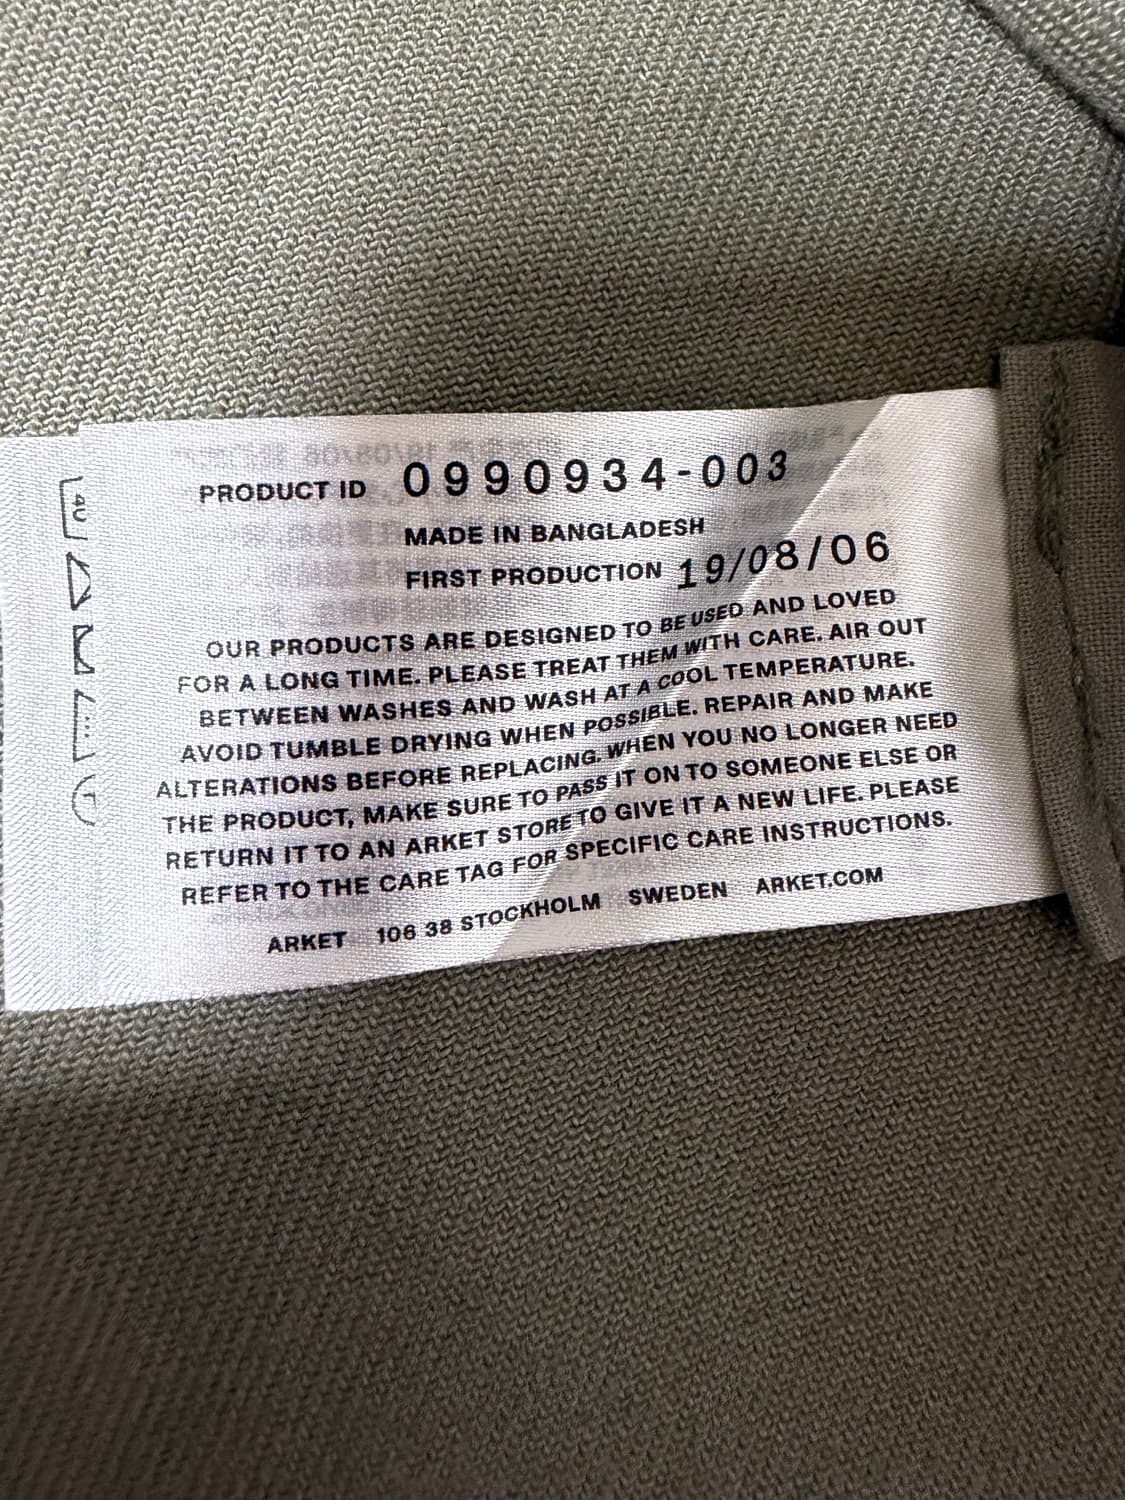 PRODUCT ID 0990934-003
MADE IN BANGLADESH
FIRST PRODUCTION 19/08/06
OUR PRODUCTS ARE DESIGNED TO BE USED AND LOVED
FOR A LONG TIME. PLEASE TREAT THEM WITH CARE. AIR OUT
BETWEEN WASHES AND WASH AT A COOL TEMPERATURE.
AVOID TUMBLE DRYING WHEN POSSIBLE. REPAIR AND MAKE
ALTERATIONS BEFORE REPLACING. WHEN YOU NO LONGER NEED
THE PRODUCT, MAKE SURE TO PASS IT ON TO SOMEONE ELSE OR
RETURN IT TO AN ARKET STORE TO GIVE IT A NEW LIFE. PLEASE
REFER TO THE CARE TAG FOR SPECIFIC CARE INSTRUCTIONS.
ARKET 106 38 STOCKHOLM SWEDEN ARKET.COM